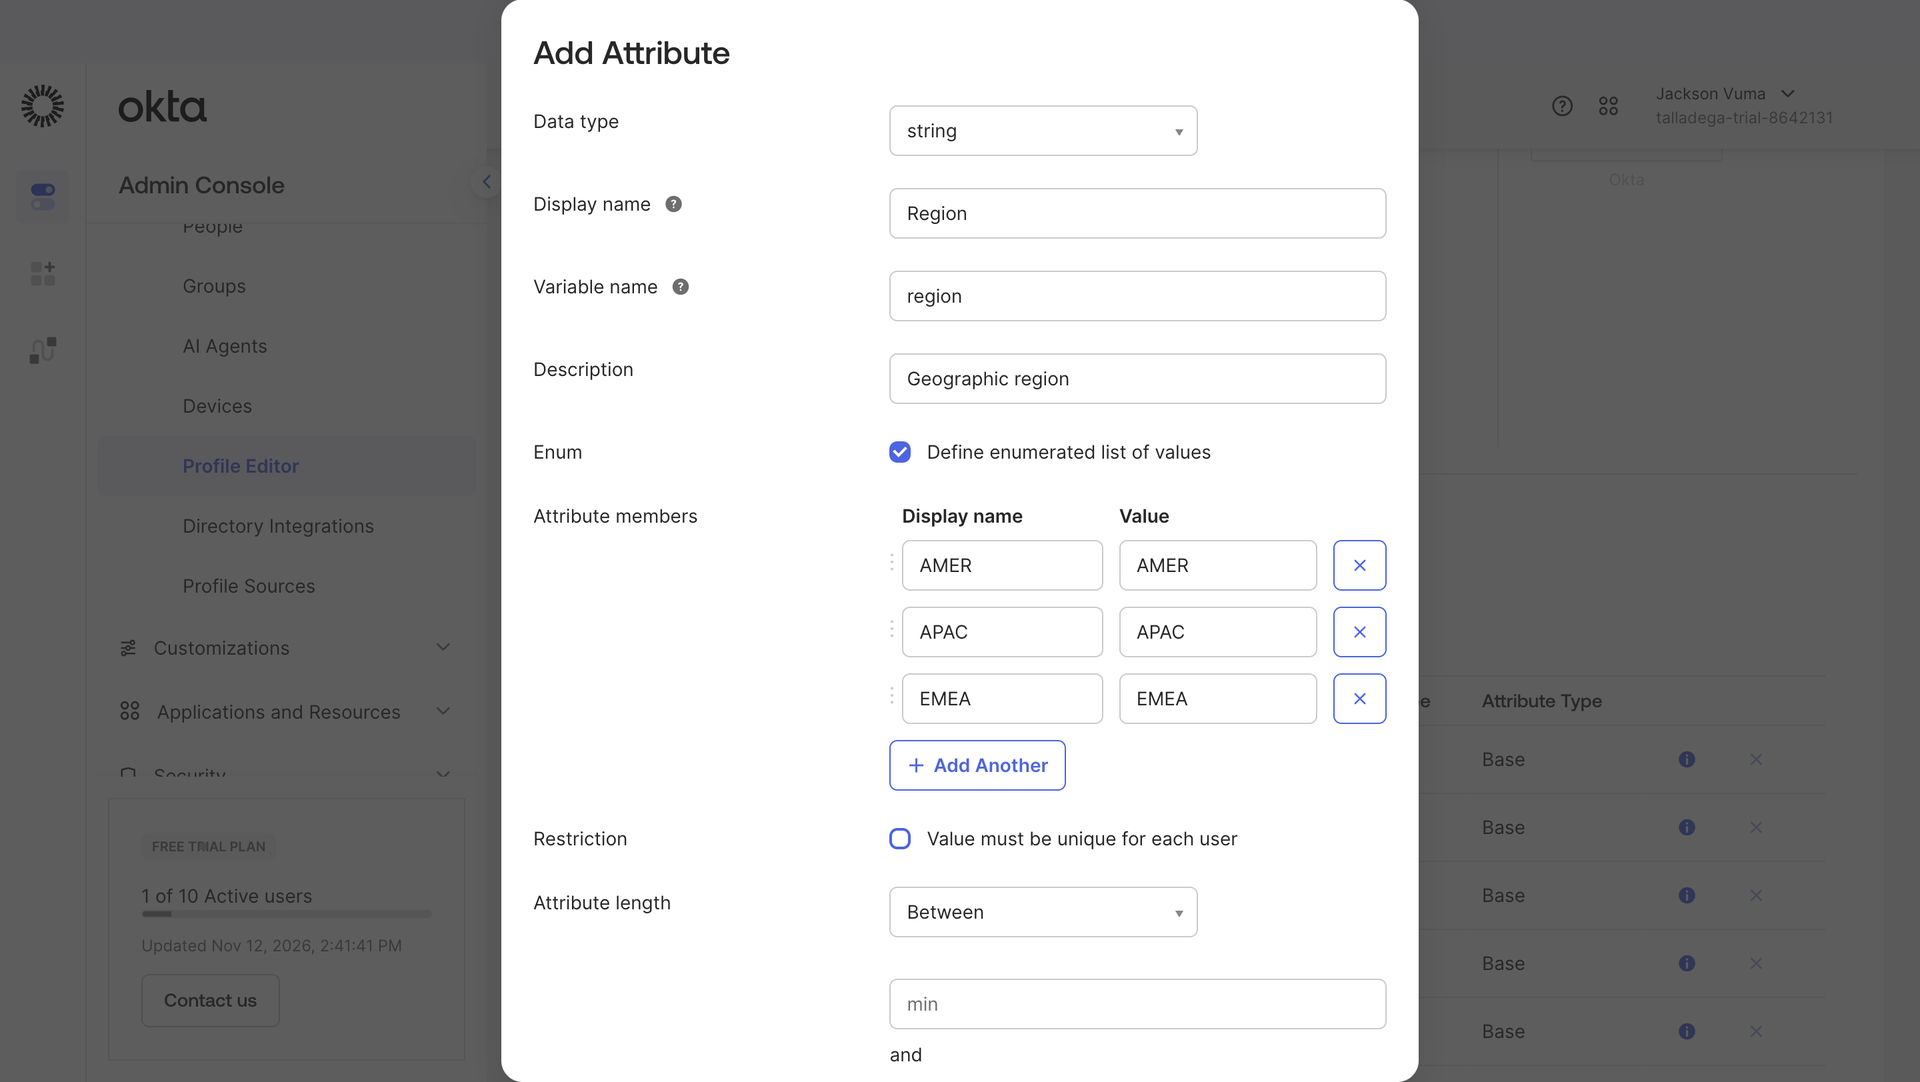 Add Attribute
Data type
string
Display name
Region
Variable name
region
Description
Geographic region
Enum
Define enumerated list of values
Attribute members
Display name Value
AMER AMER
APAC APAC
EMEA EMEA
+ Add Another
Restriction
Value must be unique for each user
Attribute length
Between
min
and
okta
Admin Console
People
Groups
AI Agents
Devices
Profile Editor
Directory Integrations
Profile Sources
Customizations
Applications and Resources
Security
FREE TRIAL PLAN
1 of 10 Active users
Updated Nov 12, 2026, 2:41:41 PM
Contact us
Jackson Vuma
talladega-trial-8642131
Okta
Attribute Type
Base
Base
Base
Base
Base